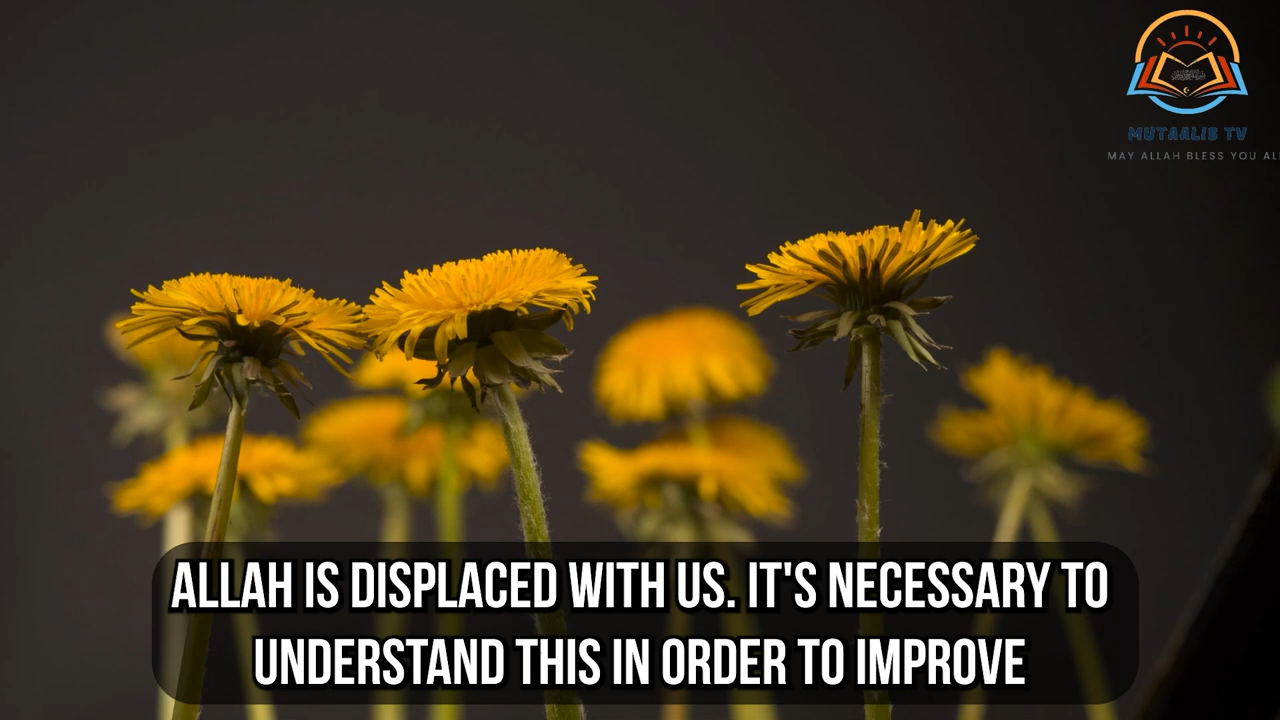 MUTAALIB TV
MAY ALLAH BLESS YOU AL
ALLAH IS DISPLACED WITH US. IT'S NECESSARY TO
UNDERSTAND THIS IN ORDER TO IMPROVE